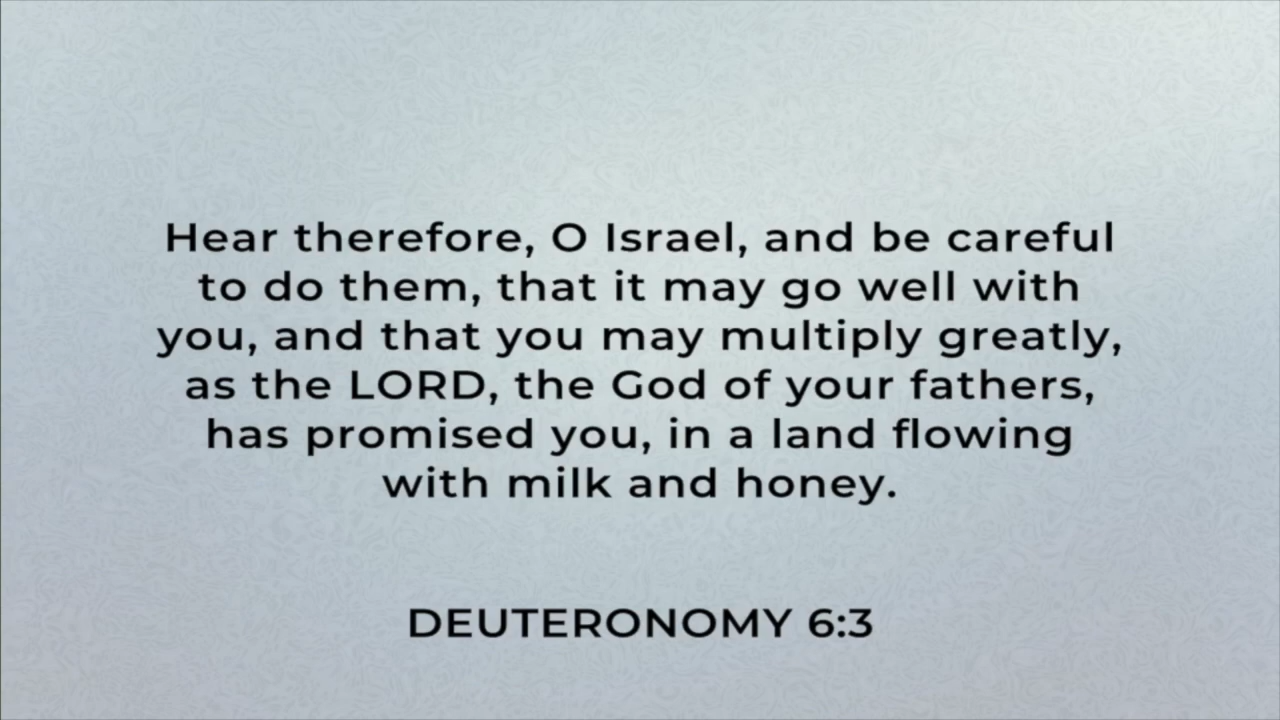 Hear therefore, O Israel, and be careful
to do them, that it may go well with
you, and that you may multiply greatly,
as the LORD, the God of your fathers,
has promised you, in a land flowing
with milk and honey.
DEUTERONOMY 6:3